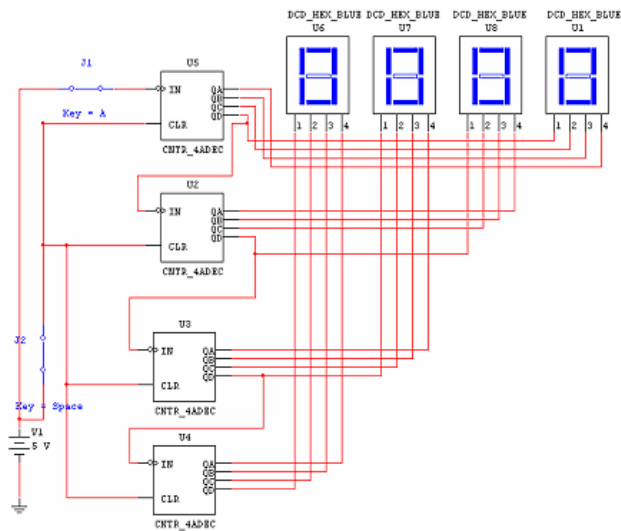 DCD_HEX_BLUE DCD_HEX_BLUE DCD_HEX_BLUE DCD_HEX_BLUE
U6 U7 U8 U1
J1
Key = A
U5
IN
CLR
QA
QB
QC
QD
CNTR_4ADEC
1 2 3 4 1 2 3 4 1 2 3 4 1 2 3 4
U2
IN
CLR
QA
QB
QC
QD
CNTR_4ADEC
J2
Key = Space
V1
5 V
U3
IN
CLR
QA
QB
QC
QD
CNTR_4ADEC
U4
IN
CLR
QA
QB
QC
QD
CNTR_4ADEC